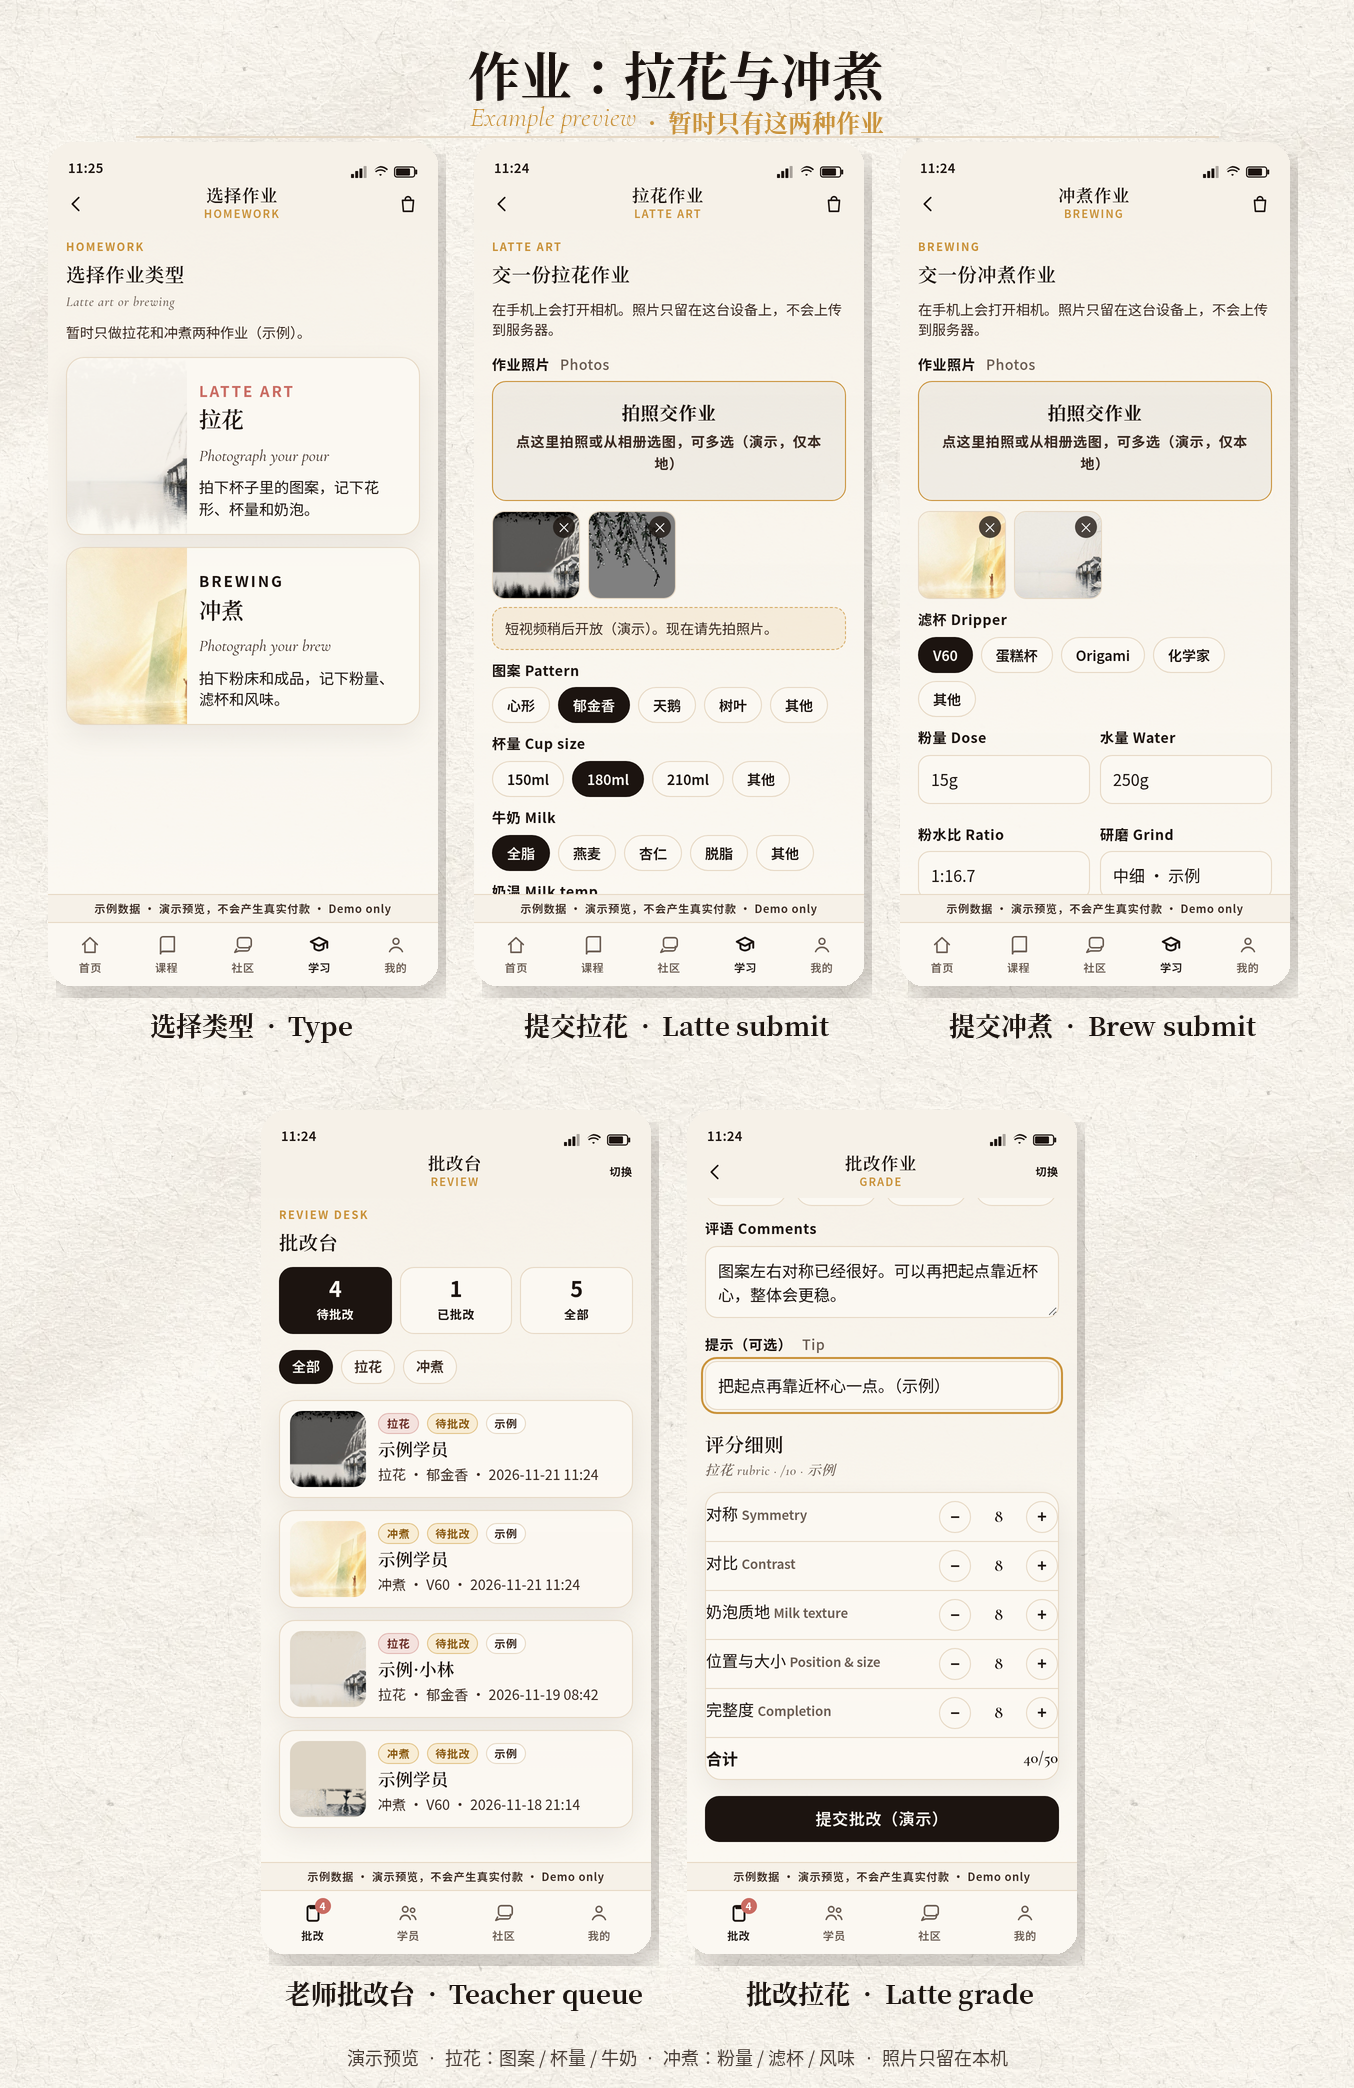 作业：拉花与冲煮
Example preview · 暂时只有这两种作业
11:25
选择作业
HOMEWORK
HOMEWORK
选择作业类型
Latte art or brewing
暂时只做拉花和冲煮两种作业（示例）。
LATTE ART
拉花
Photograph your pour
拍下杯子里的图案，记下花
形、杯量和奶泡。
BREWING
冲煮
Photograph your brew
拍下粉床和成品，记下粉量、
滤杯和风味。
示例数据 · 演示预览，不会产生真实付款 · Demo only
首页 课程 社区 学习 我的
选择类型 · Type
11:24
拉花作业
LATTE ART
LATTE ART
交一份拉花作业
在手机上会打开相机。照片只留在这台设备上，不会上传
到服务器。
作业照片 Photos
拍照交作业
点这里拍照或从相册选图，可多选（演示，仅本
地）
短视频稍后开放（演示）。现在请先拍照片。
图案 Pattern
心形 郁金香 天鹅 树叶 其他
杯量 Cup size
150ml 180ml 210ml 其他
牛奶 Milk
全脂 燕麦 杏仁 脱脂 其他
奶温 Milk temp
示例数据 · 演示预览，不会产生真实付款 · Demo only
首页 课程 社区 学习 我的
提交拉花 · Latte submit
11:24
冲煮作业
BREWING
BREWING
交一份冲煮作业
在手机上会打开相机。照片只留在这台设备上，不会上传
到服务器。
作业照片 Photos
拍照交作业
点这里拍照或从相册选图，可多选（演示，仅本
地）
滤杯 Dripper
V60 蛋糕杯 Origami 化学家
其他
粉量 Dose 水量 Water
15g 250g
粉水比 Ratio 研磨 Grind
1:16.7 中细 · 示例
示例数据 · 演示预览，不会产生真实付款 · Demo only
首页 课程 社区 学习 我的
提交冲煮 · Brew submit
11:24
批改台
REVIEW
切换
REVIEW DESK
批改台
4 1 5
待批改 已批改 全部
全部 拉花 冲煮
拉花 待批改 示例
示例学员
拉花 · 郁金香 · 2026-11-21 11:24
冲煮 待批改 示例
示例学员
冲煮 · V60 · 2026-11-21 11:24
拉花 待批改 示例
示例·小林
拉花 · 郁金香 · 2026-11-19 08:42
冲煮 待批改 示例
示例学员
冲煮 · V60 · 2026-11-18 21:14
示例数据 · 演示预览，不会产生真实付款 · Demo only
4
批改 学员 社区 我的
老师批改台 · Teacher queue
11:24
批改作业
GRADE
切换
评语 Comments
图案左右对称已经很好。可以再把起点靠近杯
心，整体会更稳。
提示（可选） Tip
把起点再靠近杯心一点。（示例）
评分细则
拉花 rubric · /10 · 示例
对称 Symmetry − 8 +
对比 Contrast − 8 +
奶泡质地 Milk texture − 8 +
位置与大小 Position & size − 8 +
完整度 Completion − 8 +
合计 40/50
提交批改（演示）
示例数据 · 演示预览，不会产生真实付款 · Demo only
4
批改 学员 社区 我的
批改拉花 · Latte grade
演示预览 · 拉花：图案 / 杯量 / 牛奶 · 冲煮：粉量 / 滤杯 / 风味 · 照片只留在本机